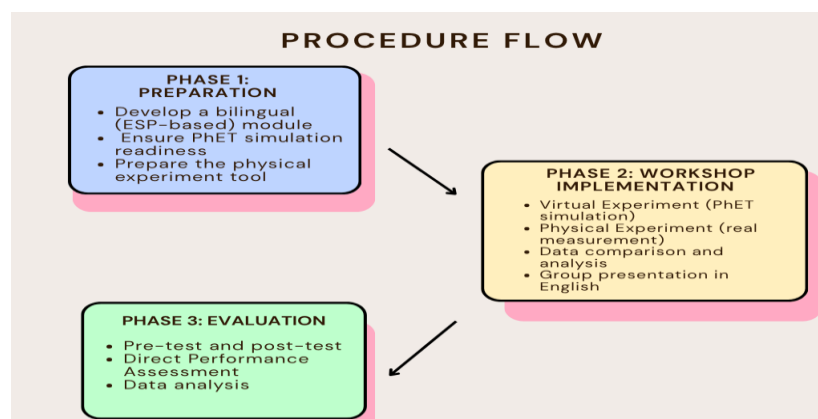 PROCEDURE FLOW
PHASE 1:
PREPARATION
• Develop a bilingual
(ESP-based) module
• Ensure PhET simulation
readiness
• Prepare the physical
experiment tool
PHASE 2: WORKSHOP
IMPLEMENTATION
• Virtual Experiment (PhET
simulation)
• Physical Experiment (real
measurement)
• Data comparison and
analysis
• Group presentation in
English
PHASE 3: EVALUATION
• Pre-test and post-test
• Direct Performance
Assessment
• Data analysis